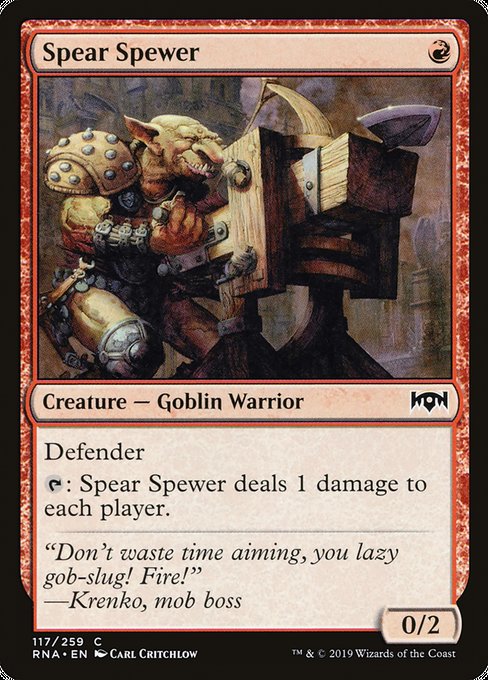 Spear Spewer
Creature — Goblin Warrior
Defender
: Spear Spewer deals 1 damage to
each player.
“Don’t waste time aiming, you lazy
gob-slug! Fire!”
—Krenko, mob boss
0/2
117/259 C
RNA • EN Carl Critchlow
™ & © 2019 Wizards of the Coast